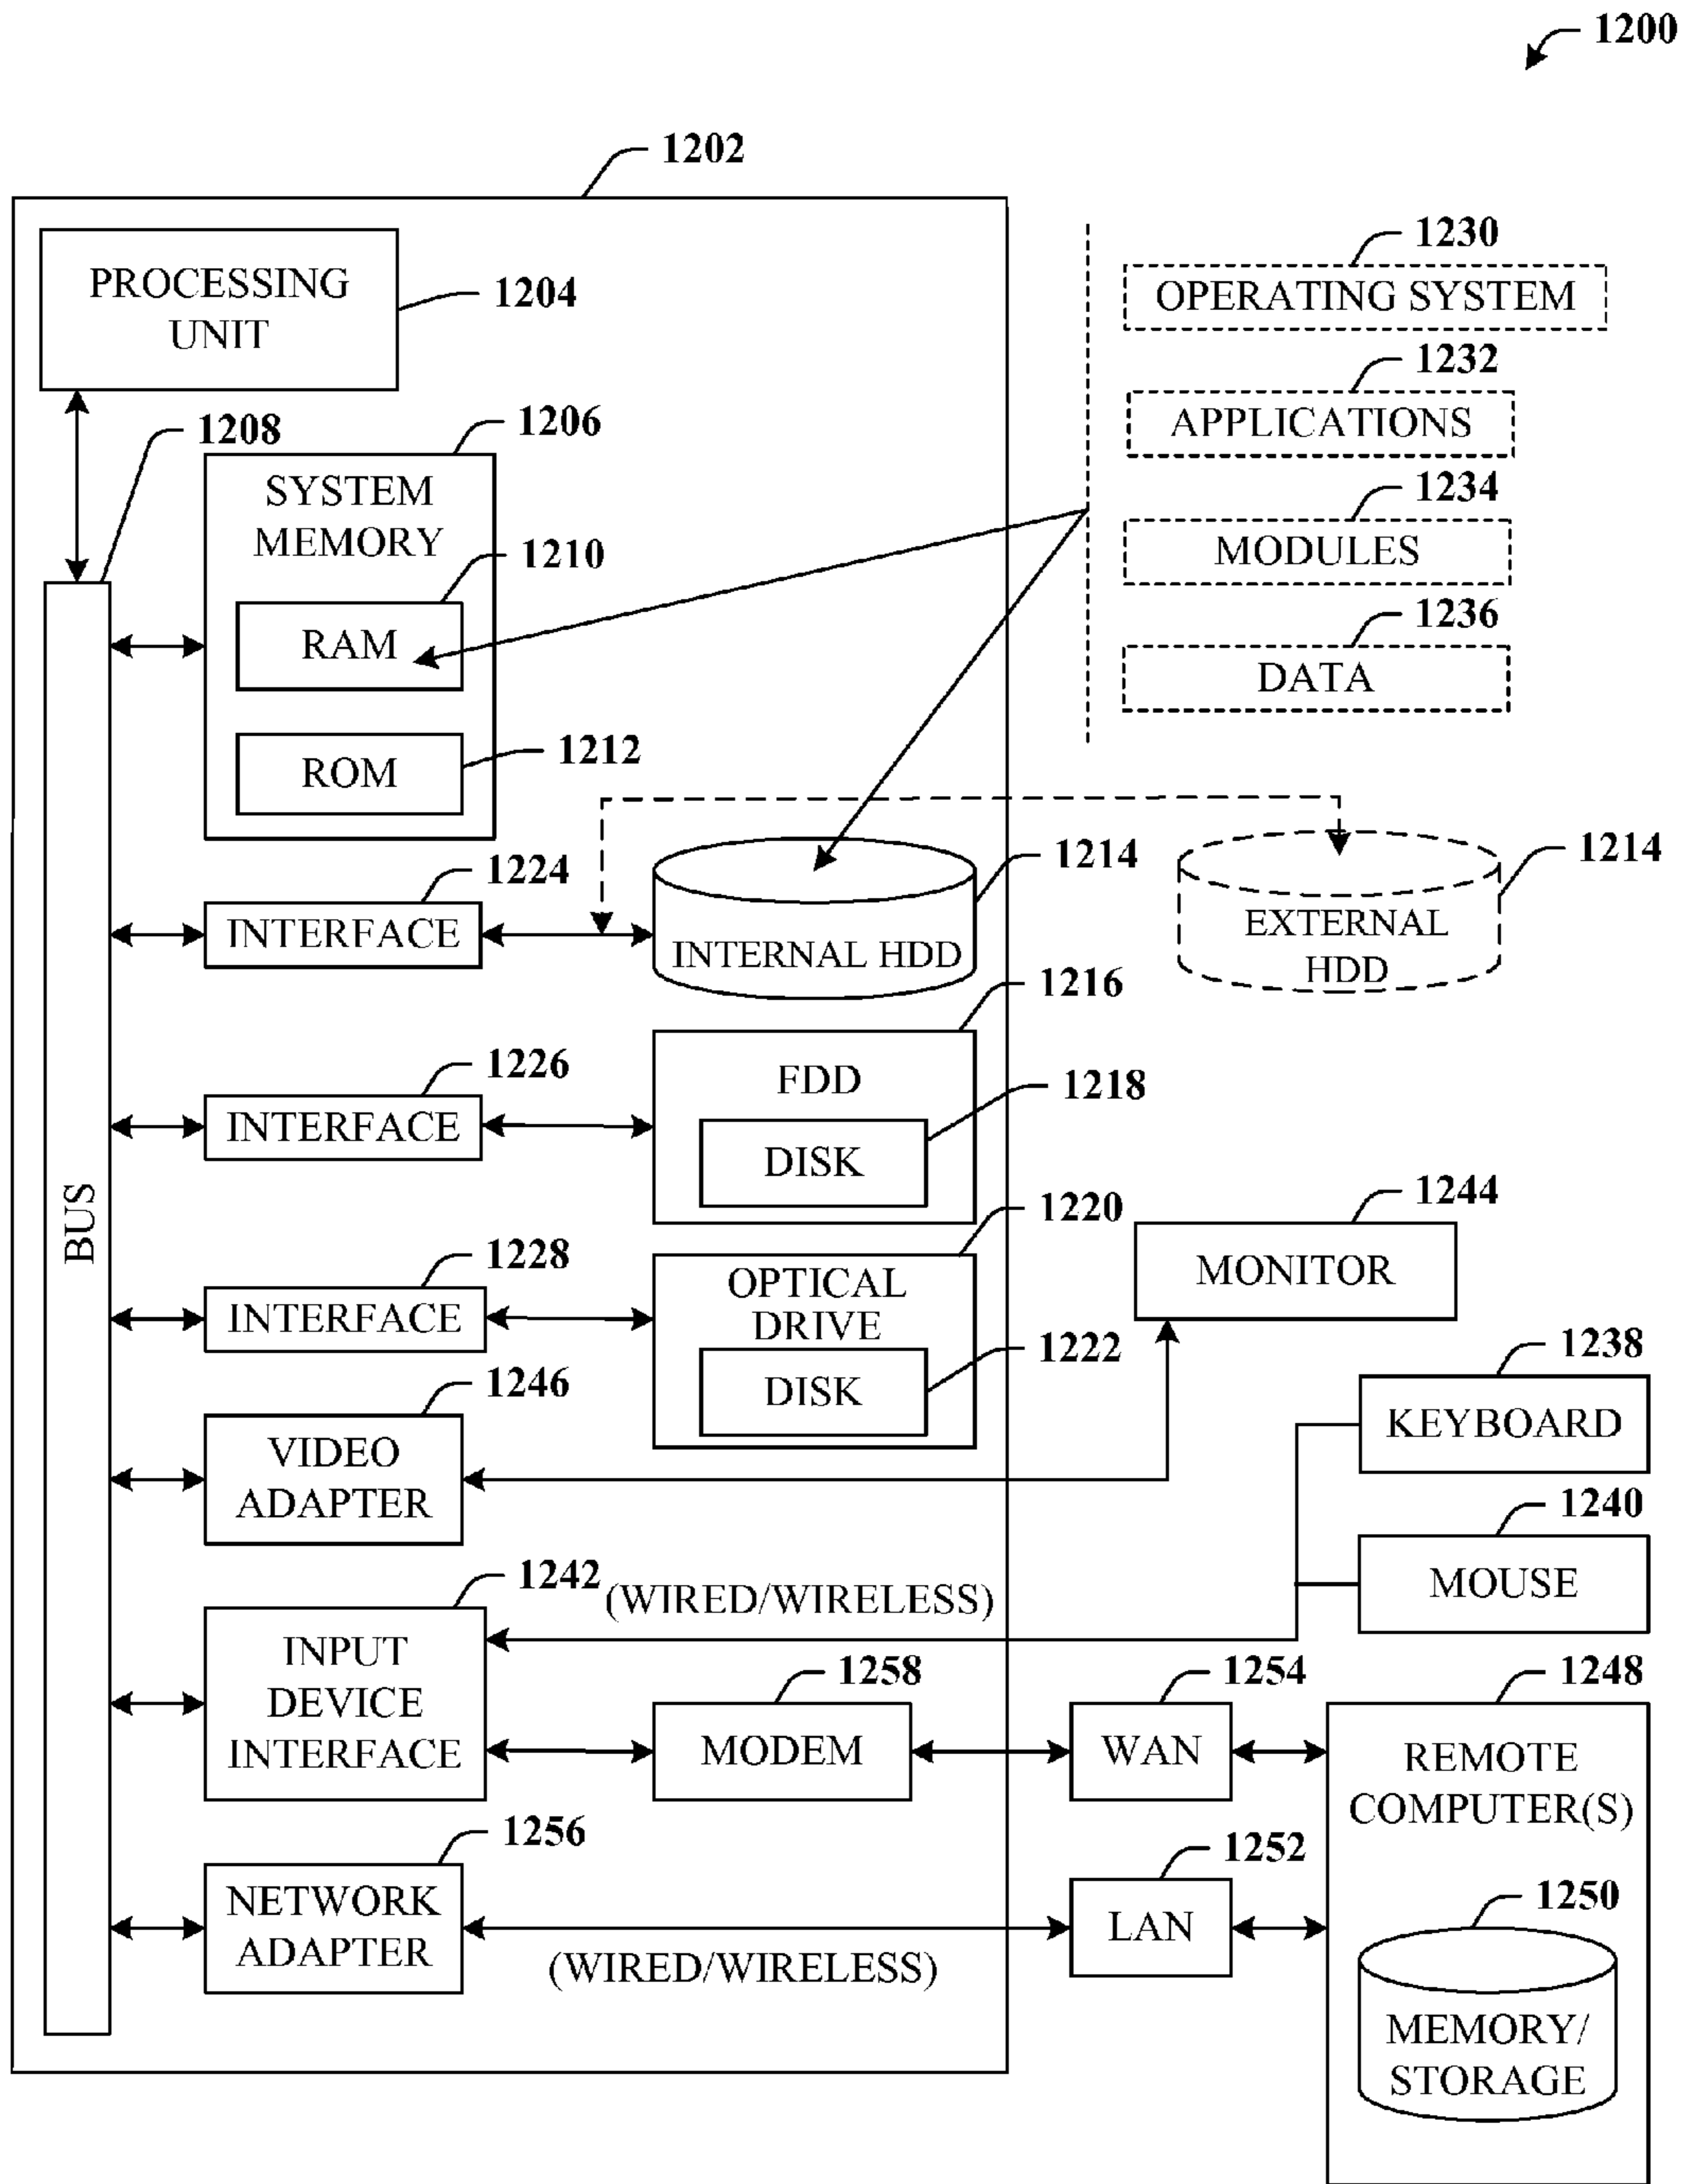 1200
1202
PROCESSING
UNIT
1204
1230
OPERATING SYSTEM
1232
APPLICATIONS
1208
1206
SYSTEM
MEMORY
1234
MODULES
1210
RAM
1236
DATA
1212
ROM
1224
INTERFACE
1214
INTERNAL HDD
1214
EXTERNAL
HDD
1216
FDD
1226
INTERFACE
1218
DISK
BUS
1220
OPTICAL
DRIVE
1228
INTERFACE
1222
DISK
1244
MONITOR
1246
VIDEO
ADAPTER
1238
KEYBOARD
1240
MOUSE
1242
(WIRED/WIRELESS)
INPUT
DEVICE
INTERFACE
1258
MODEM
1254
WAN
1248
REMOTE
COMPUTER(S)
1256
NETWORK
ADAPTER
(WIRED/WIRELESS)
1252
LAN
1250
MEMORY/
STORAGE